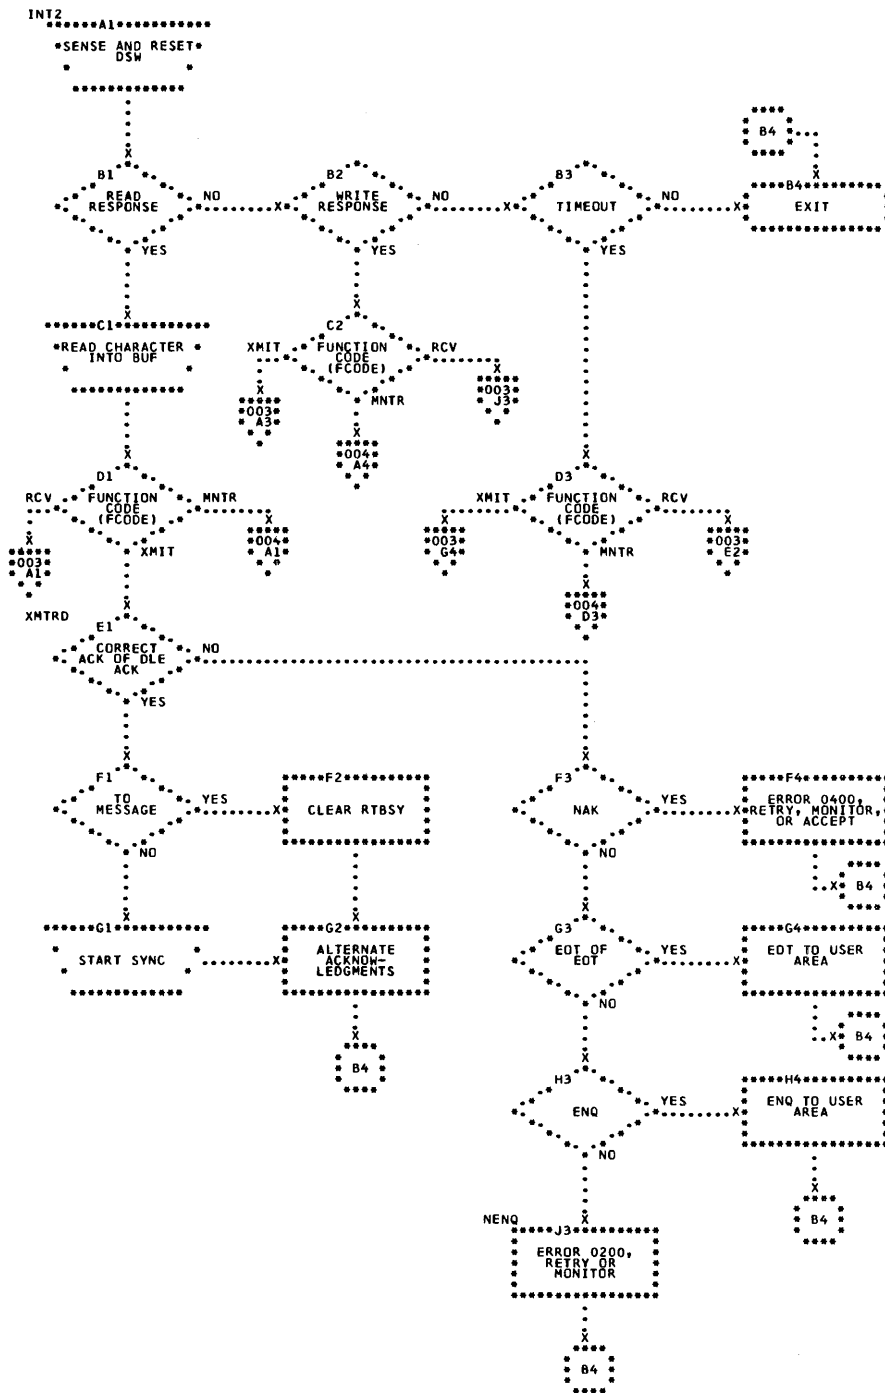 INT2
A1
SENSE AND RESET
DSW
B4
B1
READ
RESPONSE
NO
YES
B2
WRITE
RESPONSE
NO
YES
B3
TIMEOUT
NO
YES
B4
EXIT
C1
READ CHARACTER
INTO BUF
C2
XMIT
FUNCTION
CODE
(FCODE)
RCV
MNTR
003
A3
004
A4
003
J3
D1
RCV
FUNCTION
CODE
(FCODE)
MNTR
XMIT
003
A1
004
A1
D3
XMIT
FUNCTION
CODE
(FCODE)
RCV
MNTR
003
G4
004
D3
003
E2
XMTRD
E1
CORRECT
ACK OF DLE
ACK
NO
YES
F1
TO
MESSAGE
YES
NO
F2
CLEAR RTBSY
F3
NAK
YES
NO
F4
ERROR 0400,
RETRY, MONITOR,
OR ACCEPT
B4
G1
START SYNC
G2
ALTERNATE
ACKNOW-
LEDGMENTS
B4
G3
EOT OF
EOT
YES
NO
G4
EOT TO USER
AREA
B4
H3
ENQ
YES
NO
H4
ENQ TO USER
AREA
B4
NENQ
J3
ERROR 0200,
RETRY OR
MONITOR
B4